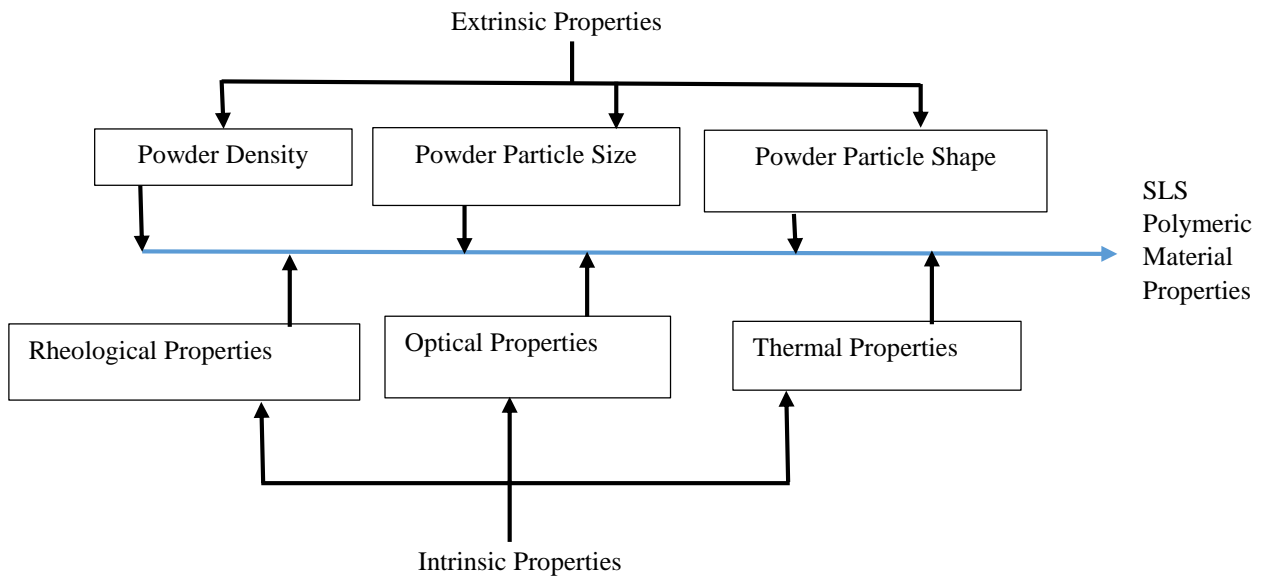 Extrinsic Properties
Powder Density
Powder Particle Size
Powder Particle Shape
SLS
Polymeric
Material
Properties
Rheological Properties
Optical Properties
Thermal Properties
Intrinsic Properties